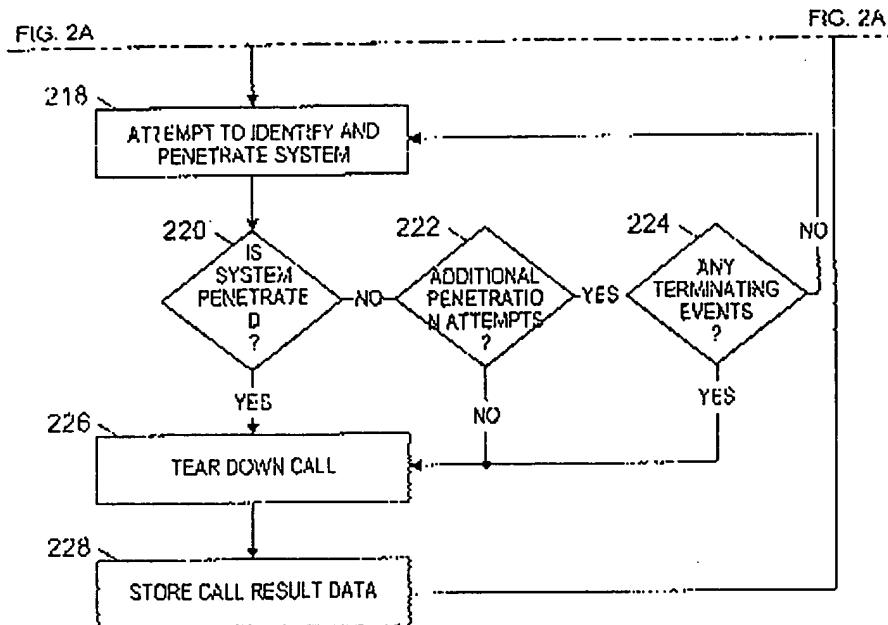 FIG. 2A
FIG. 2A
218
ATTEMPT TO IDENTIFY AND
PENETRATE SYSTEM
220
IS
SYSTEM
PENETRATE
D
?
NO
222
ADDITIONAL
PENETRATIO
N ATTEMPTS
?
YES
224
ANY
TERMINATING
EVENTS
?
NO
YES
NO
YES
226
TEAR DOWN CALL
228
STORE CALL RESULT DATA